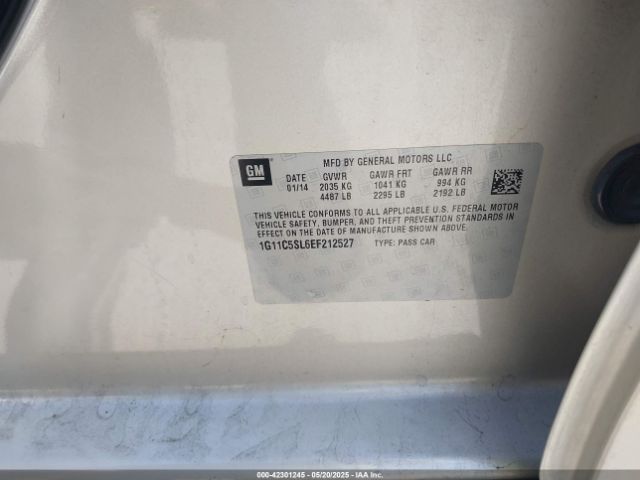 GM
MFD BY GENERAL MOTORS LLC
DATE GVWR GAWR FRT GAWR RR
01/14 2035 KG 1041 KG 994 KG
4487 LB 2295 LB 2192 LB
THIS VEHICLE CONFORMS TO ALL APPLICABLE U.S. FEDERAL MOTOR
VEHICLE SAFETY, BUMPER, AND THEFT PREVENTION STANDARDS IN
EFFECT ON THE DATE OF MANUFACTURE SHOWN ABOVE.
1G11C5SL6EF212527 TYPE: PASS CAR
000-42301245 - 05/20/2025 - IAA Inc.